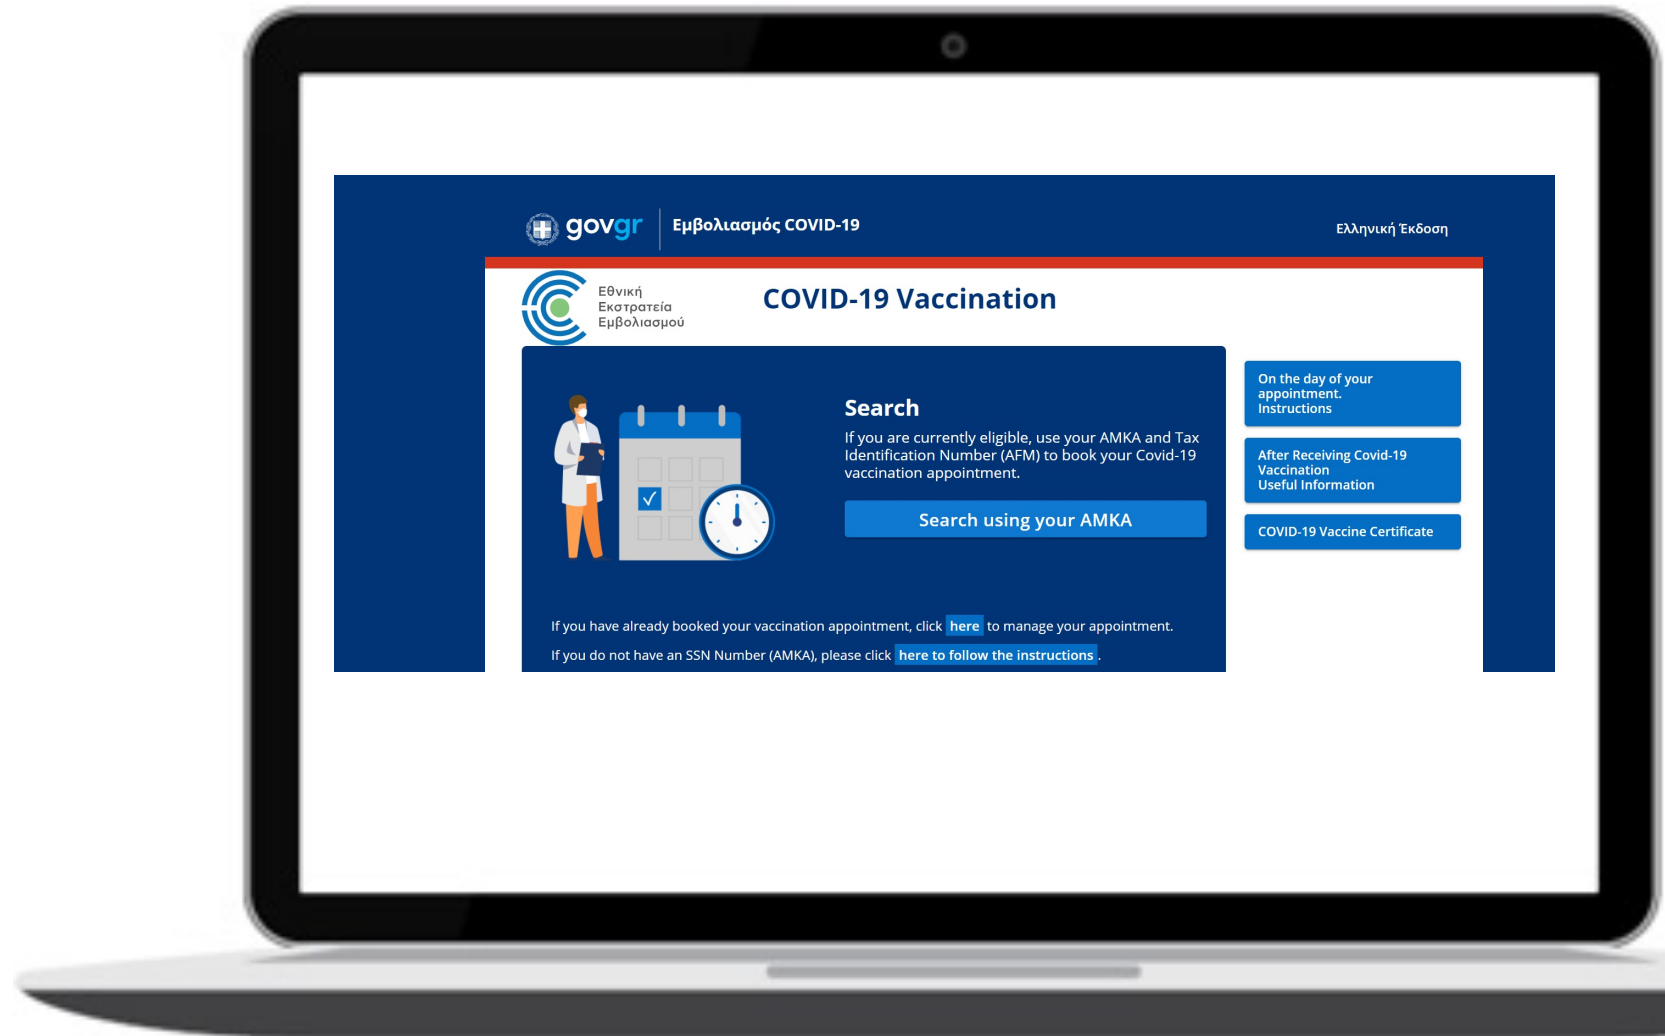 govgr
Εμβολιασμός COVID-19
Ελληνική Έκδοση
Εθνική
Εκστρατεία
Εμβολιασμού
COVID-19 Vaccination
Search
If you are currently eligible, use your AMKA and Tax
Identification Number (AFM) to book your Covid-19
vaccination appointment.
Search using your AMKA
If you have already booked your vaccination appointment, click here to manage your appointment.
If you do not have an SSN Number (AMKA), please click here to follow the instructions .
On the day of your
appointment.
Instructions
After Receiving Covid-19
Vaccination
Useful Information
COVID-19 Vaccine Certificate